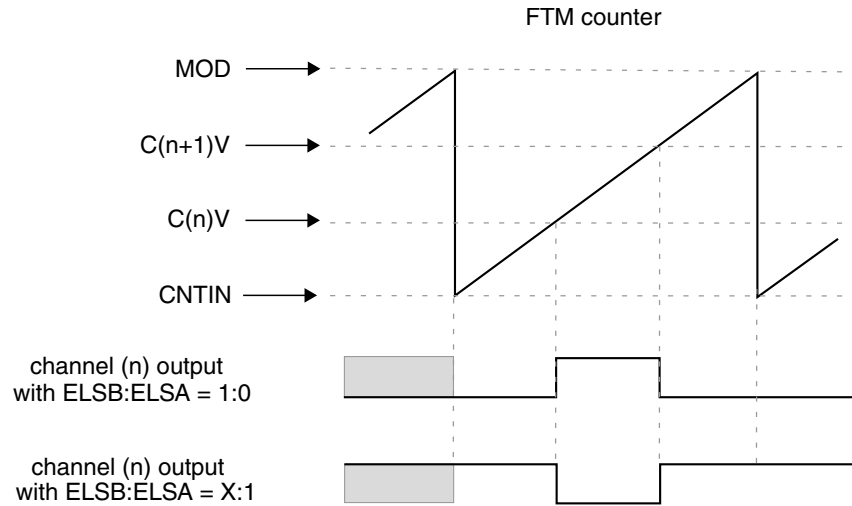 FTM counter
MOD
C(n+1)V
C(n)V
CNTIN
channel (n) output
with ELSB:ELSA = 1:0
channel (n) output
with ELSB:ELSA = X:1